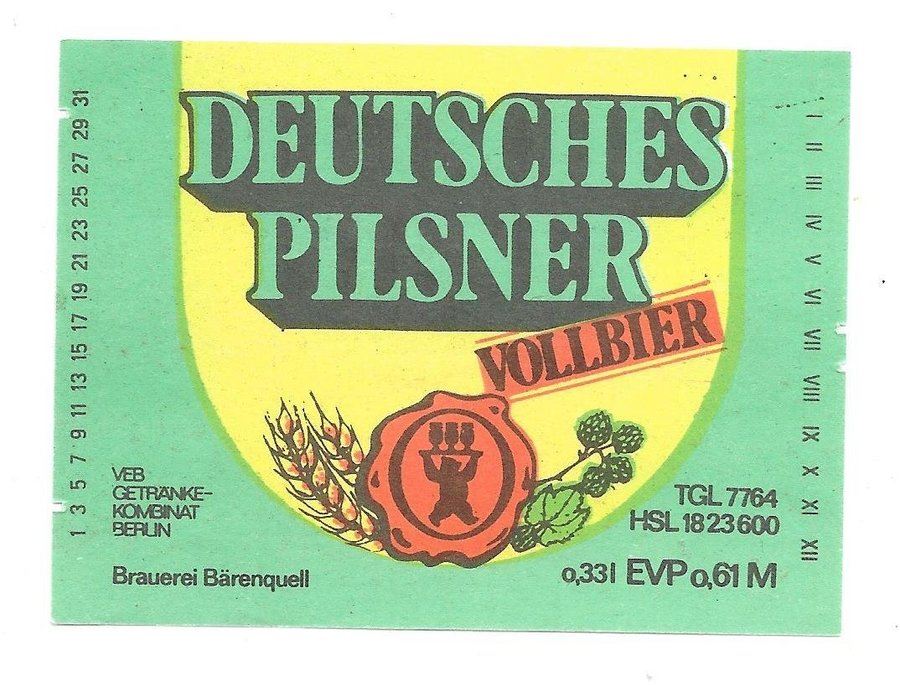 DEUTSCHES
PILSNER
VOLLBIER
1 3 5 7 9 11 13 15 17 19 21 23 25 27 29 31
I II III IV V VI VII VIII IX X XI XII
VEB
GETRÄNKE-
KOMBINAT
BERLIN
Brauerei Bärenquell
TGL 7764
HSL 18 23 600
0,33 l EVP 0,61 M